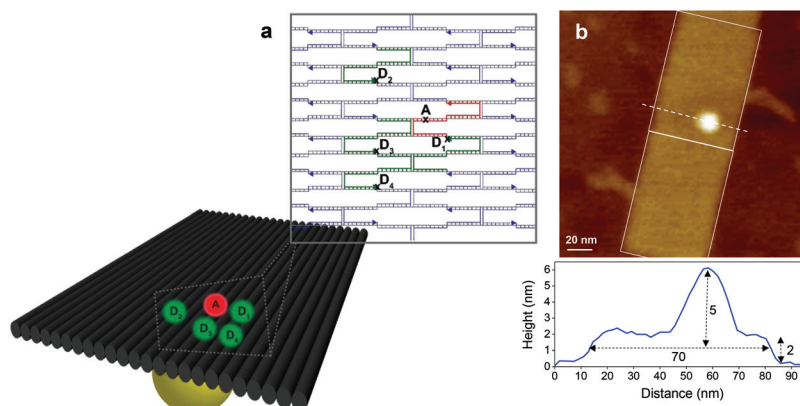 a
D2
A
D1
D3
D4
D2
A
D1
D3
D4
b
20 nm
Height (nm)
6
5
4
3
2
1
0
5
2
70
0 10 20 30 40 50 60 70 80 90
Distance (nm)